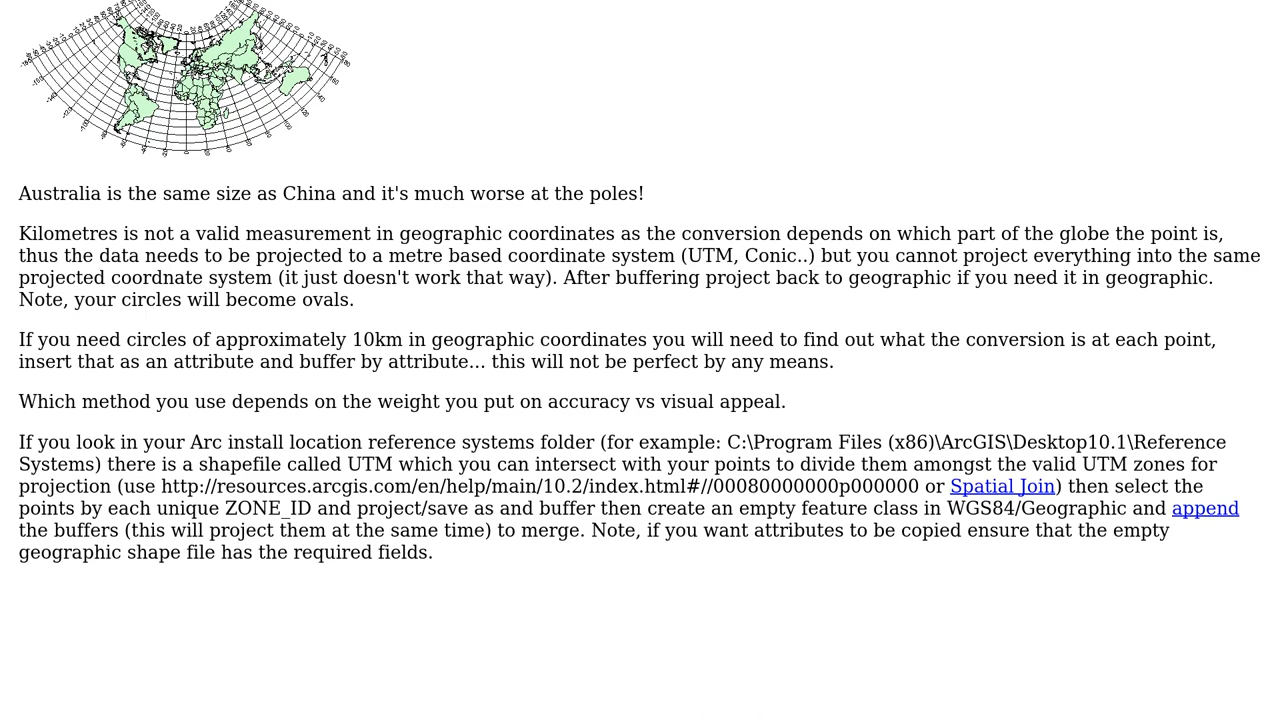 Australia is the same size as China and it's much worse at the poles!
Kilometres is not a valid measurement in geographic coordinates as the conversion depends on which part of the globe the point is,
thus the data needs to be projected to a metre based coordinate system (UTM, Conic..) but you cannot project everything into the same
projected coordnate system (it just doesn't work that way). After buffering project back to geographic if you need it in geographic.
Note, your circles will become ovals.
If you need circles of approximately 10km in geographic coordinates you will need to find out what the conversion is at each point,
insert that as an attribute and buffer by attribute... this will not be perfect by any means.
Which method you use depends on the weight you put on accuracy vs visual appeal.
If you look in your Arc install location reference systems folder (for example: C:\Program Files (x86)\ArcGIS\Desktop10.1\Reference
Systems) there is a shapefile called UTM which you can intersect with your points to divide them amongst the valid UTM zones for
projection (use http://resources.arcgis.com/en/help/main/10.2/index.html#//00080000000p000000 or Spatial Join) then select the
points by each unique ZONE_ID and project/save as and buffer then create an empty feature class in WGS84/Geographic and append
the buffers (this will project them at the same time) to merge. Note, if you want attributes to be copied ensure that the empty
geographic shape file has the required fields.